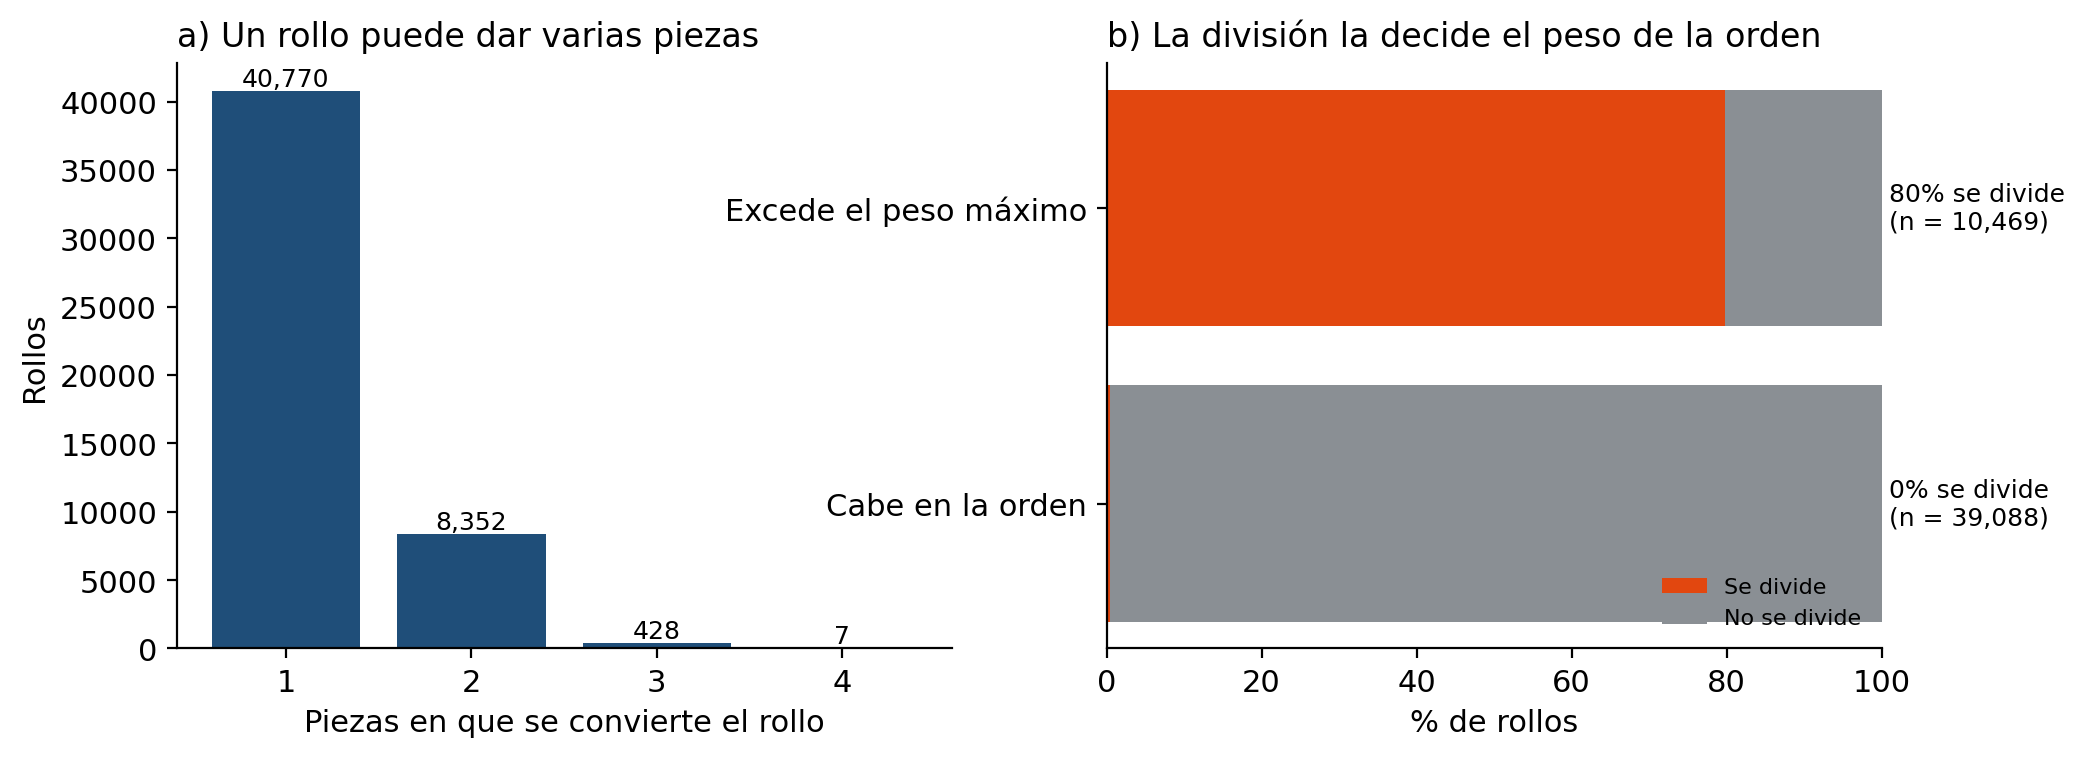 a) Un rollo puede dar varias piezas
40,770
8,352
428
7
40000
35000
30000
25000
20000
15000
10000
5000
0
Rollos
1 2 3 4
Piezas en que se convierte el rollo
b) La división la decide el peso de la orden
Excede el peso máximo
80% se divide
(n = 10,469)
Cabe en la orden
0% se divide
(n = 39,088)
Se divide
No se divide
0 20 40 60 80 100
% de rollos